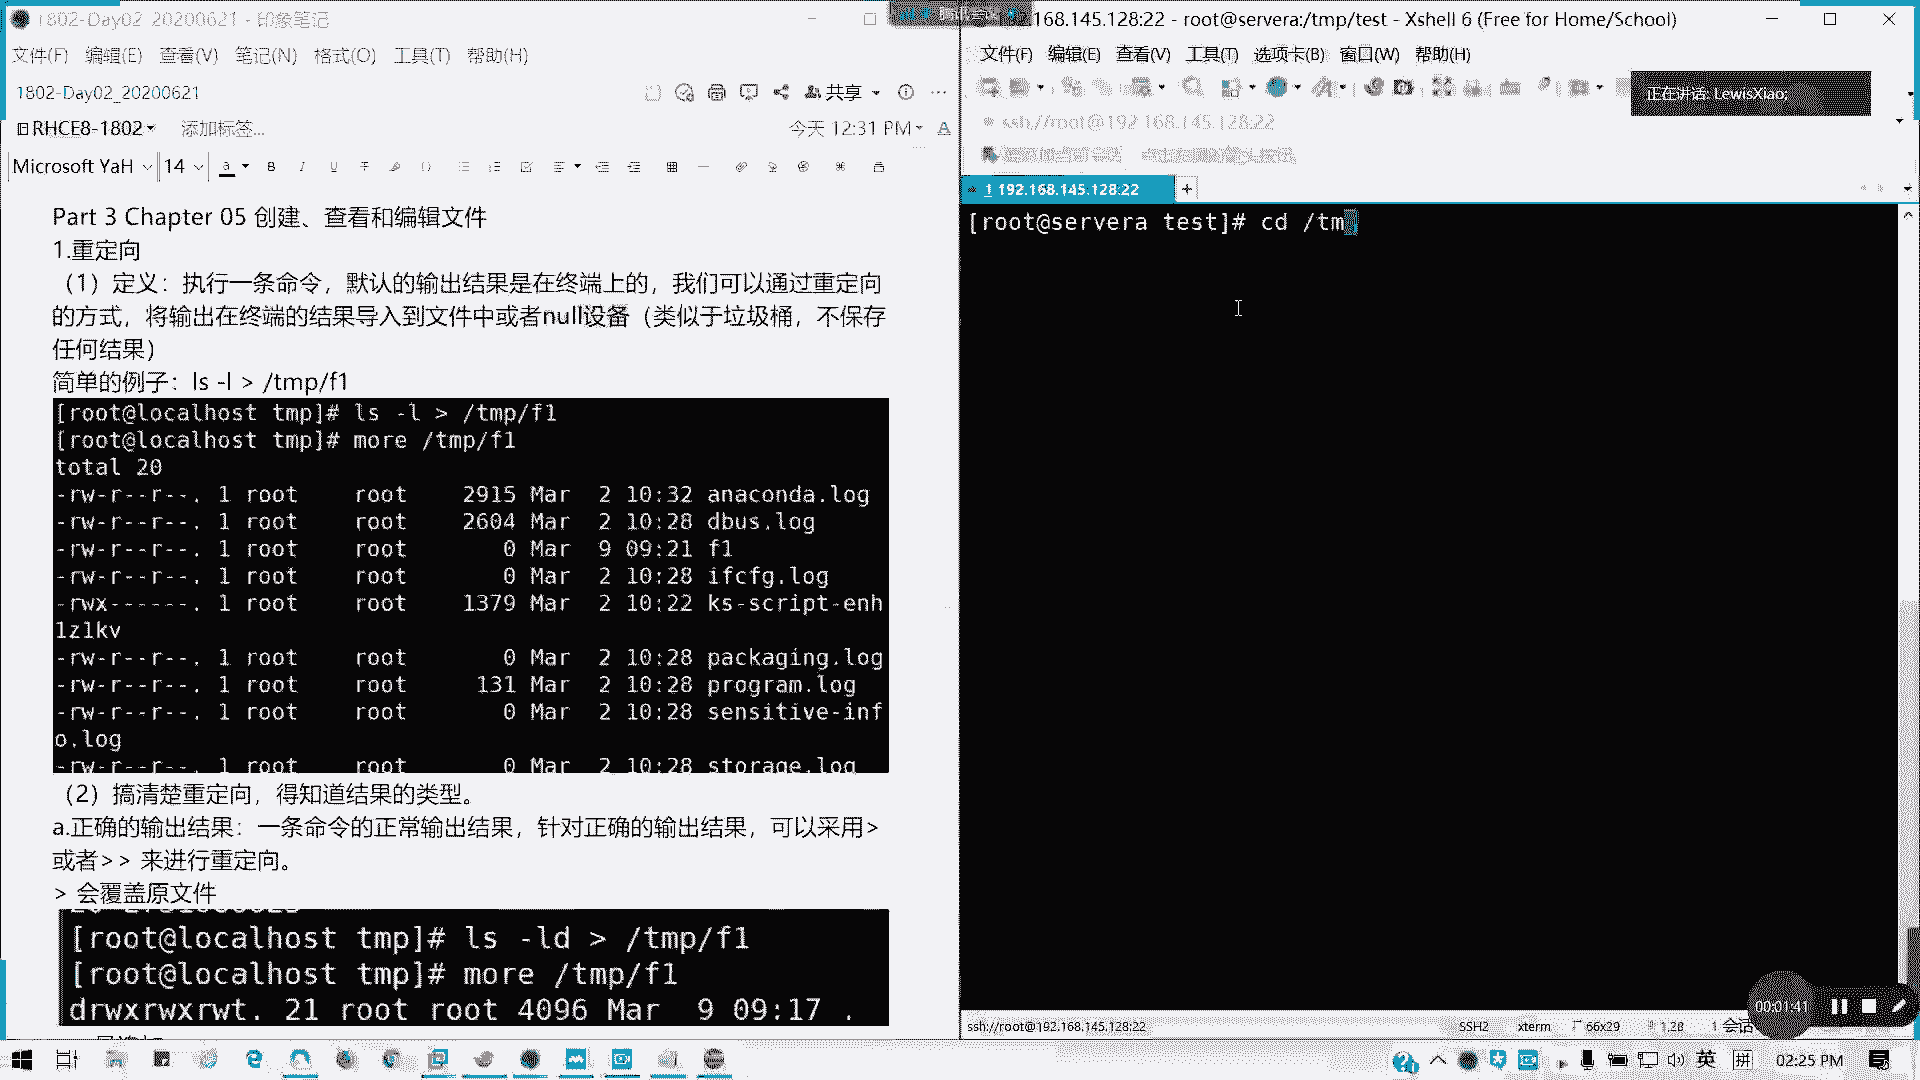 1802-Day02_20200621 - 印象笔记
文件(F) 编辑(E) 查看(V) 笔记(N) 格式(O) 工具(T) 帮助(H)
1802-Day02_20200621
共享
RHCE8-1802
添加标签...
今天 12:31 PM
Microsoft YaH
14
Part 3 Chapter 05 创建、查看和编辑文件
1.重定向
（1）定义：执行一条命令，默认的输出结果是在终端上的，我们可以通过重定向
的方式，将输出在终端的结果导入到文件中或者null设备（类似于垃圾桶，不保存
任何结果）
简单的例子：ls -l > /tmp/f1
[root@localhost tmp]# ls -l > /tmp/f1
[root@localhost tmp]# more /tmp/f1
total 20
-rw-r--r--. 1 root root 2915 Mar 2 10:32 anaconda.log
-rw-r--r--. 1 root root 2604 Mar 2 10:28 dbus.log
-rw-r--r--. 1 root root 0 Mar 9 09:21 f1
-rw-r--r--. 1 root root 0 Mar 2 10:28 ifcfg.log
-rwx------. 1 root root 1379 Mar 2 10:22 ks-script-enh
1zlkv
-rw-r--r--. 1 root root 0 Mar 2 10:28 packaging.log
-rw-r--r--. 1 root root 131 Mar 2 10:28 program.log
-rw-r--r--. 1 root root 0 Mar 2 10:28 sensitive-inf
o.log
-rw-r--r--. 1 root root 0 Mar 2 10:28 storage.log
（2）搞清楚重定向，得知道结果的类型。
a.正确的输出结果：一条命令的正常输出结果，针对正确的输出结果，可以采用>
或者>> 来进行重定向。
> 会覆盖原文件
[root@localhost tmp]# ls -ld > /tmp/f1
[root@localhost tmp]# more /tmp/f1
drwxrwxrwt. 21 root root 4096 Mar 9 09:17 .
.168.145.128:22 - root@servera:/tmp/test - Xshell 6 (Free for Home/School)
文件(F) 编辑(E) 查看(V) 工具(T) 选项卡(B) 窗口(W) 帮助(H)
正在讲话: LewisXiao;
ssh://root@192.168.145.128:22
1 192.168.145.128:22
[root@servera test]# cd /tm
00:01:41
ssh://root@192.168.145.128:22
SSH2
xterm
66x29
1,28
1 会话
英
拼
02:25 PM